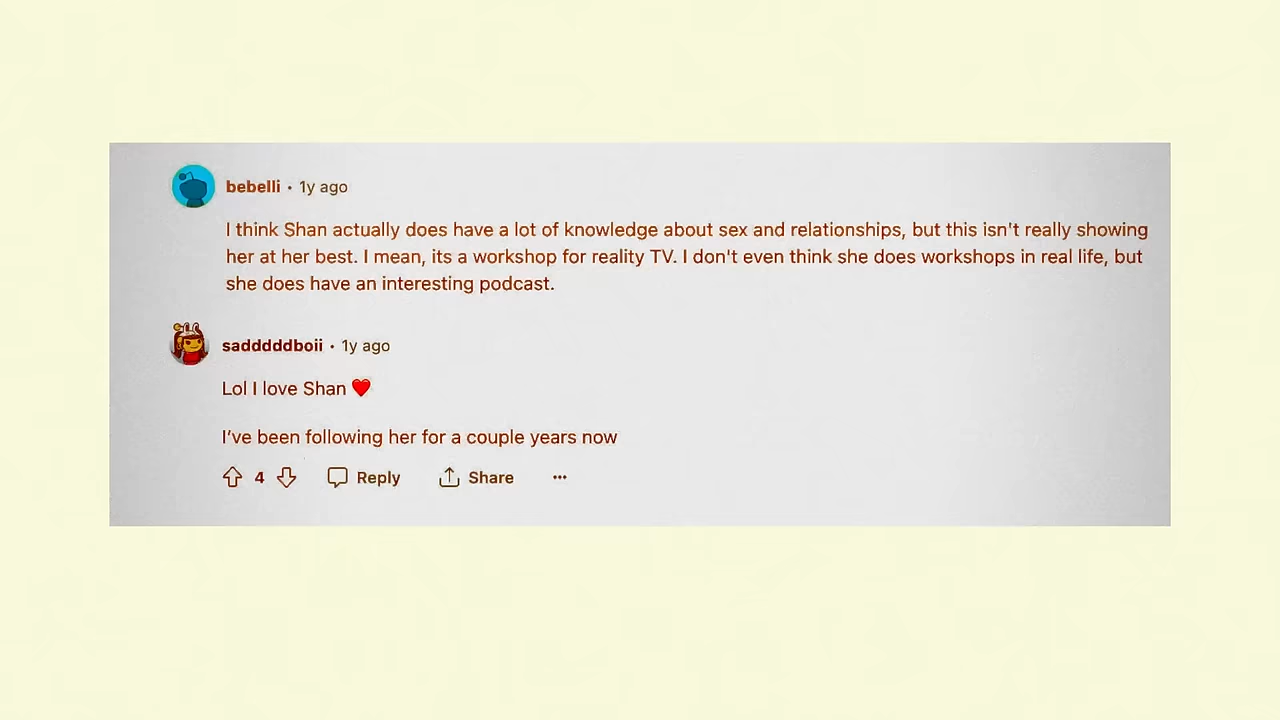 bebelli • 1y ago
I think Shan actually does have a lot of knowledge about sex and relationships, but this isn't really showing
her at her best. I mean, its a workshop for reality TV. I don't even think she does workshops in real life, but
she does have an interesting podcast.
sadddddboii • 1y ago
Lol I love Shan ❤️
I've been following her for a couple years now
4 Reply Share ···